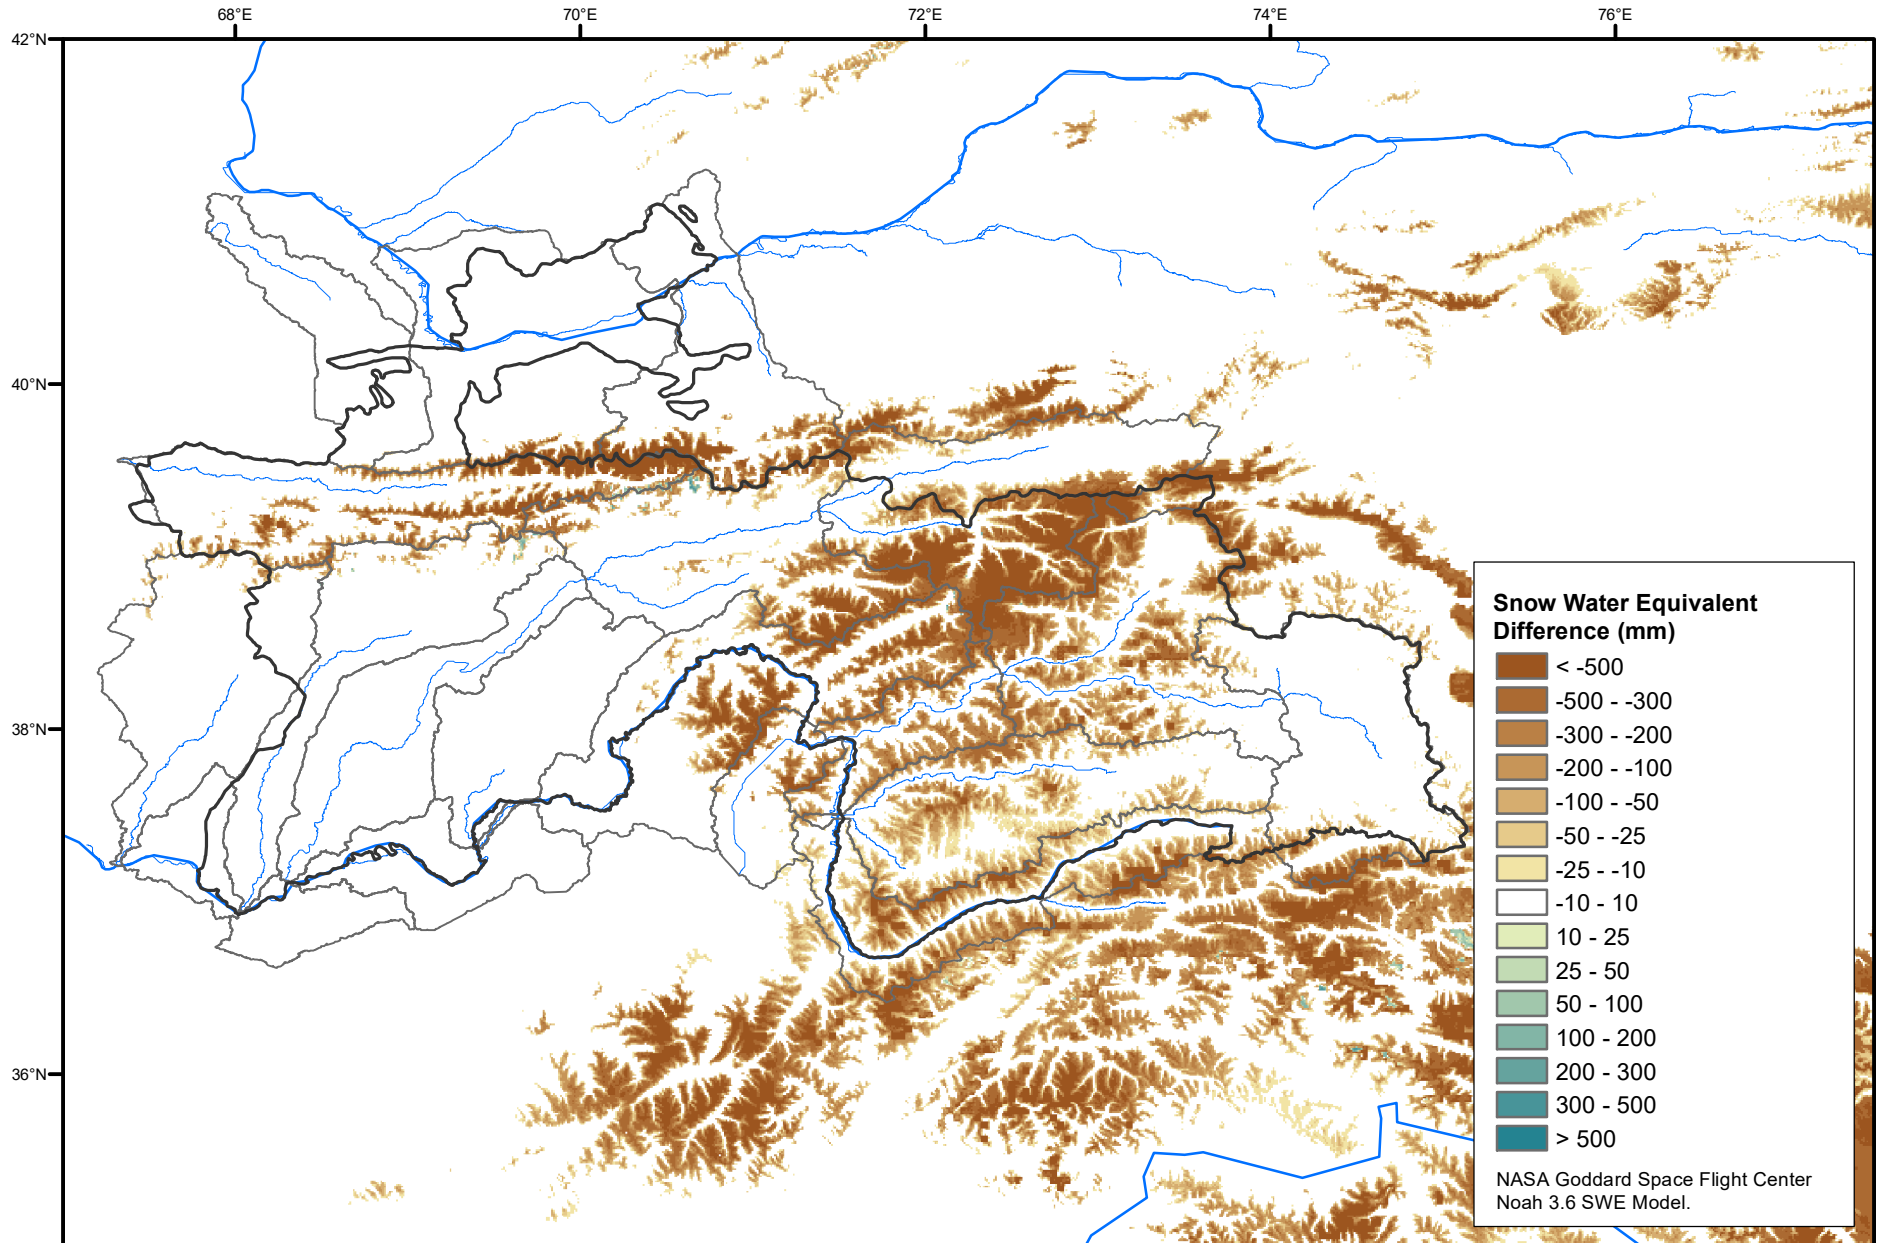 68°E
70°E
72°E
74°E
76°E
42°N
40°N
38°N
36°N
Snow Water Equivalent
Difference (mm)
< -500
-500 - -300
-300 - -200
-200 - -100
-100 - -50
-50 - -25
-25 - -10
-10 - 10
10 - 25
25 - 50
50 - 100
100 - 200
200 - 300
300 - 500
> 500
NASA Goddard Space Flight Center
Noah 3.6 SWE Model.